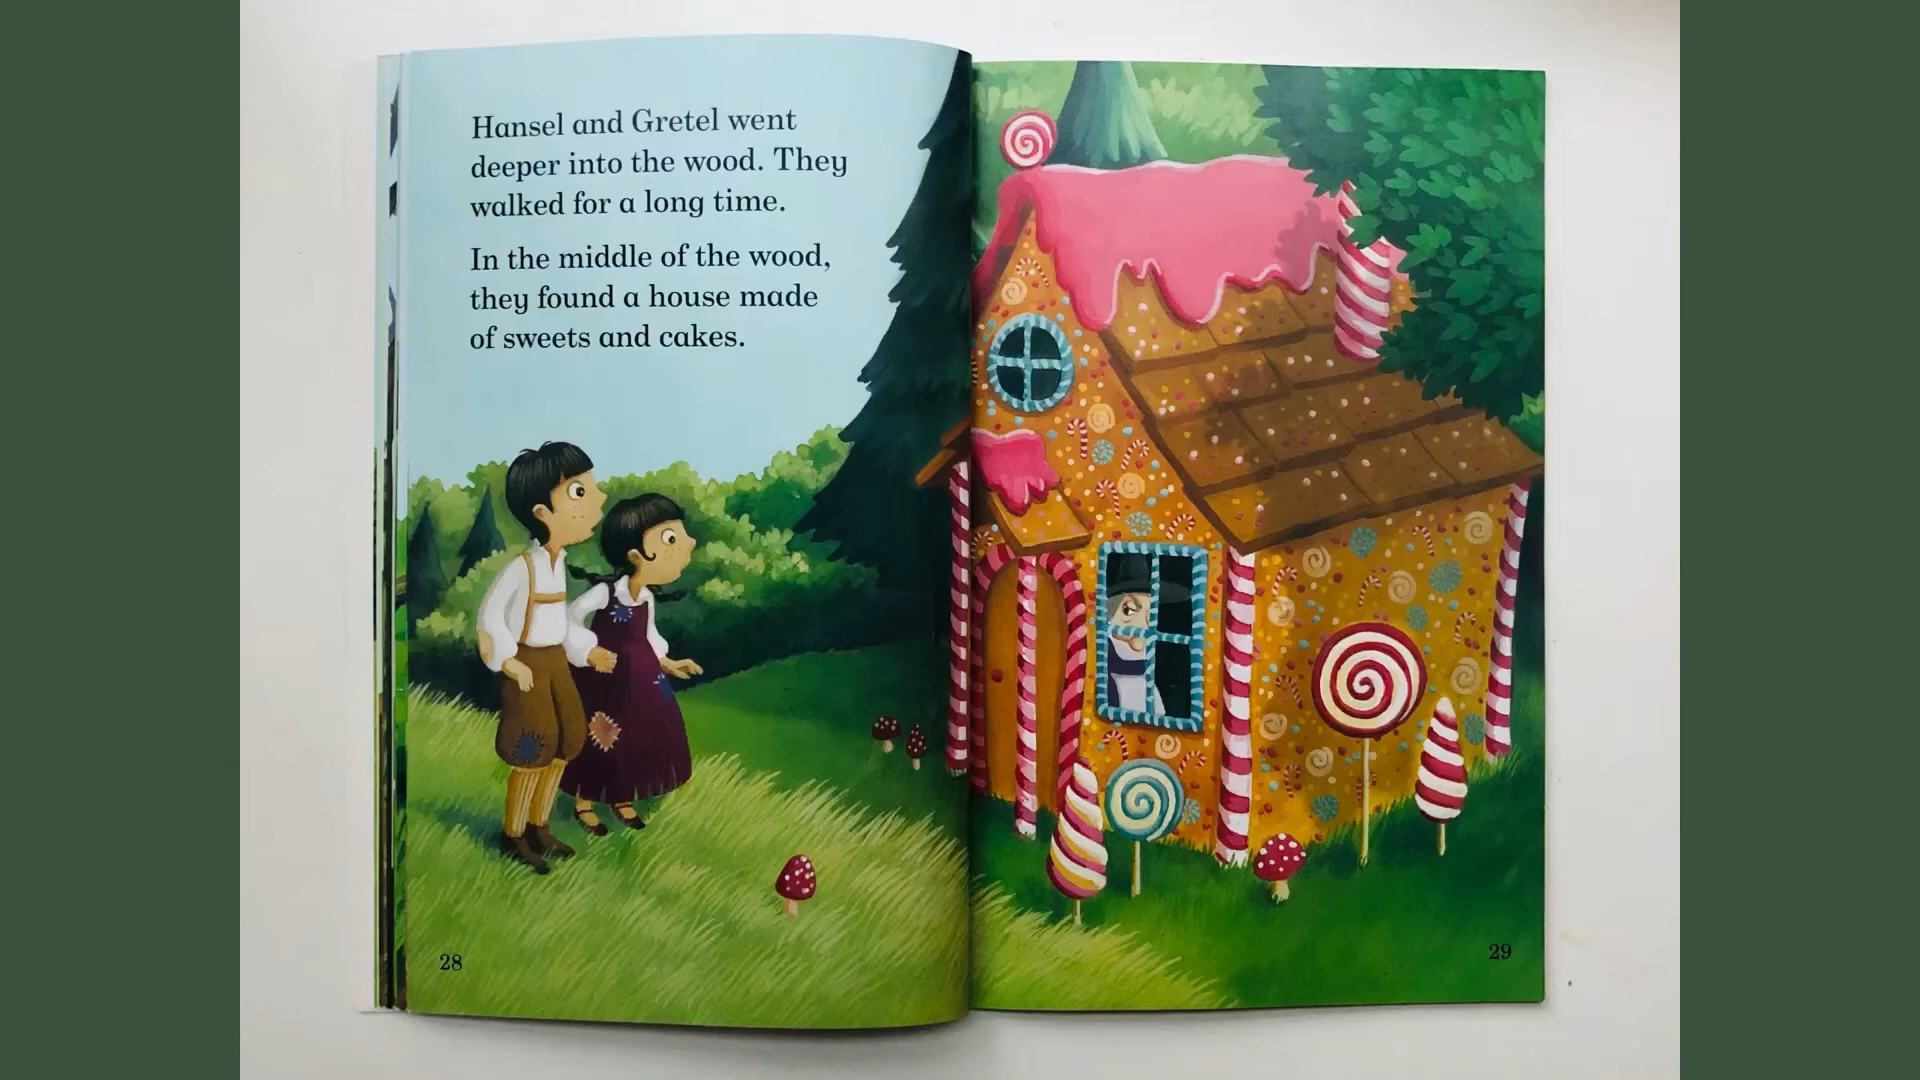 Hansel and Gretel went
deeper into the wood. They
walked for a long time.
In the middle of the wood,
they found a house made
of sweets and cakes.
28
29